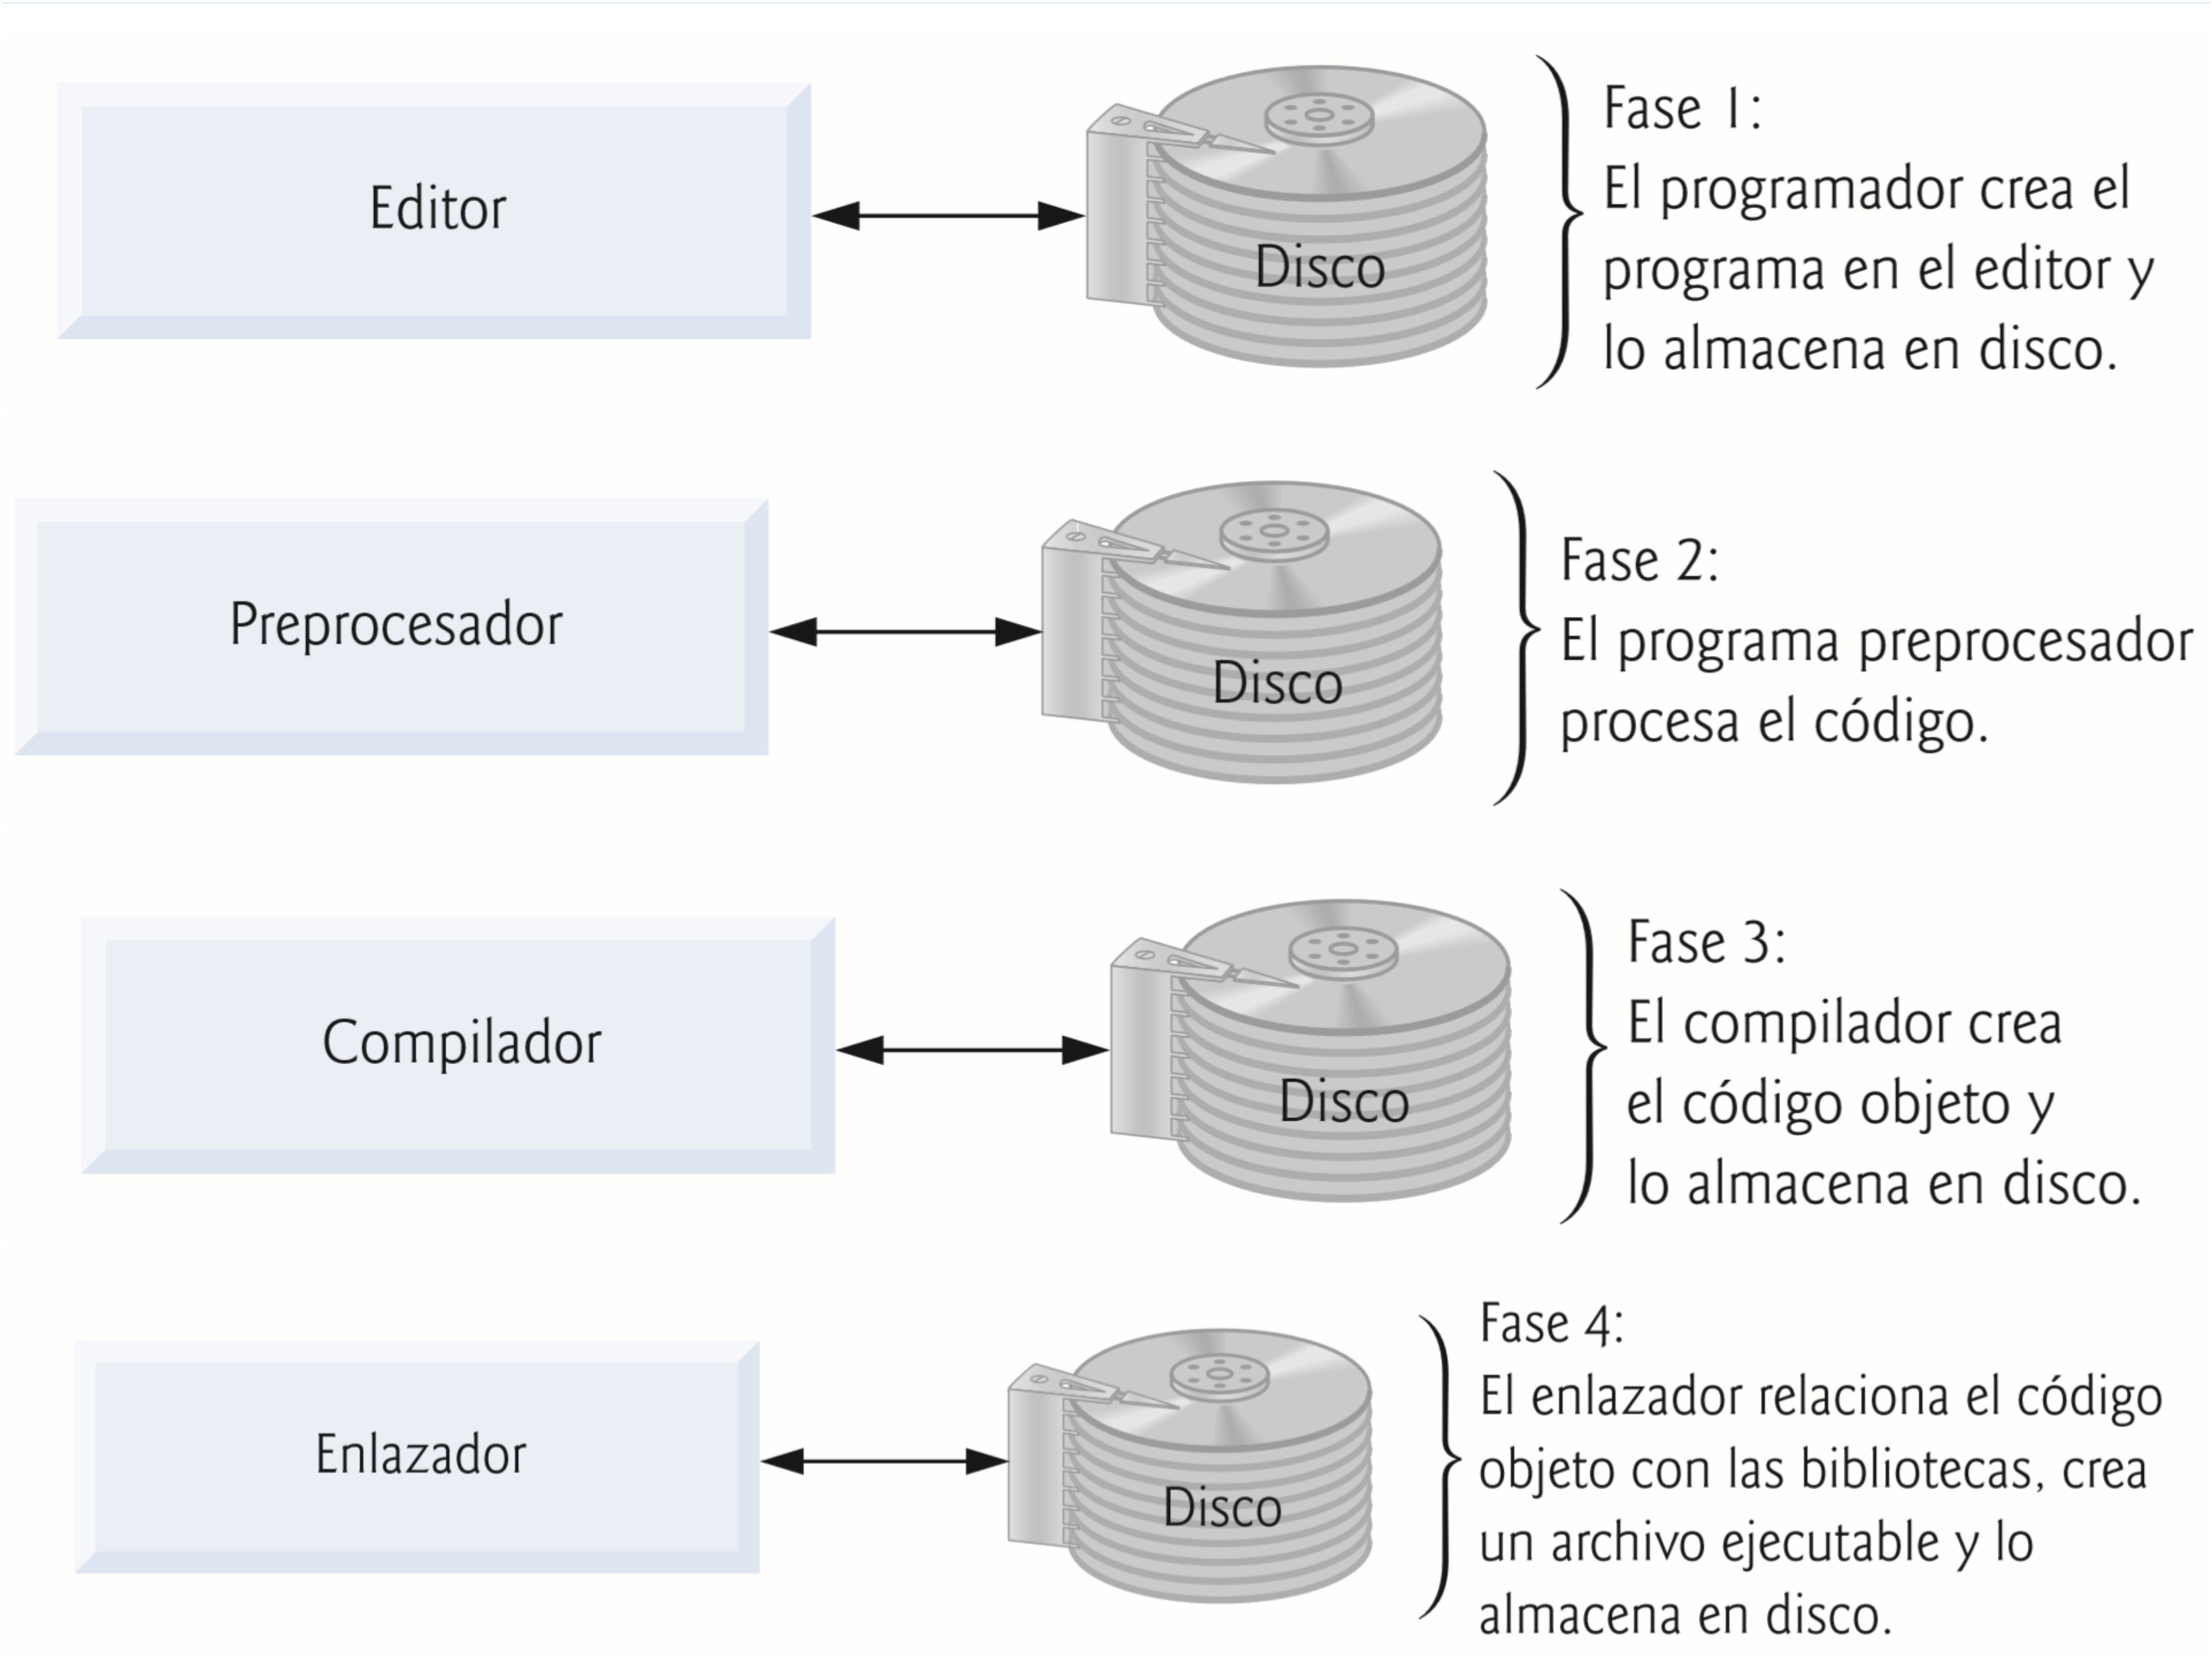 Editor
Disco
Fase 1:
El programador crea el
programa en el editor y
lo almacena en disco.
Preprocesador
Disco
Fase 2:
El programa preprocesador
procesa el código.
Compilador
Disco
Fase 3:
El compilador crea
el código objeto y
lo almacena en disco.
Enlazador
Disco
Fase 4:
El enlazador relaciona el código
objeto con las bibliotecas, crea
un archivo ejecutable y lo
almacena en disco.